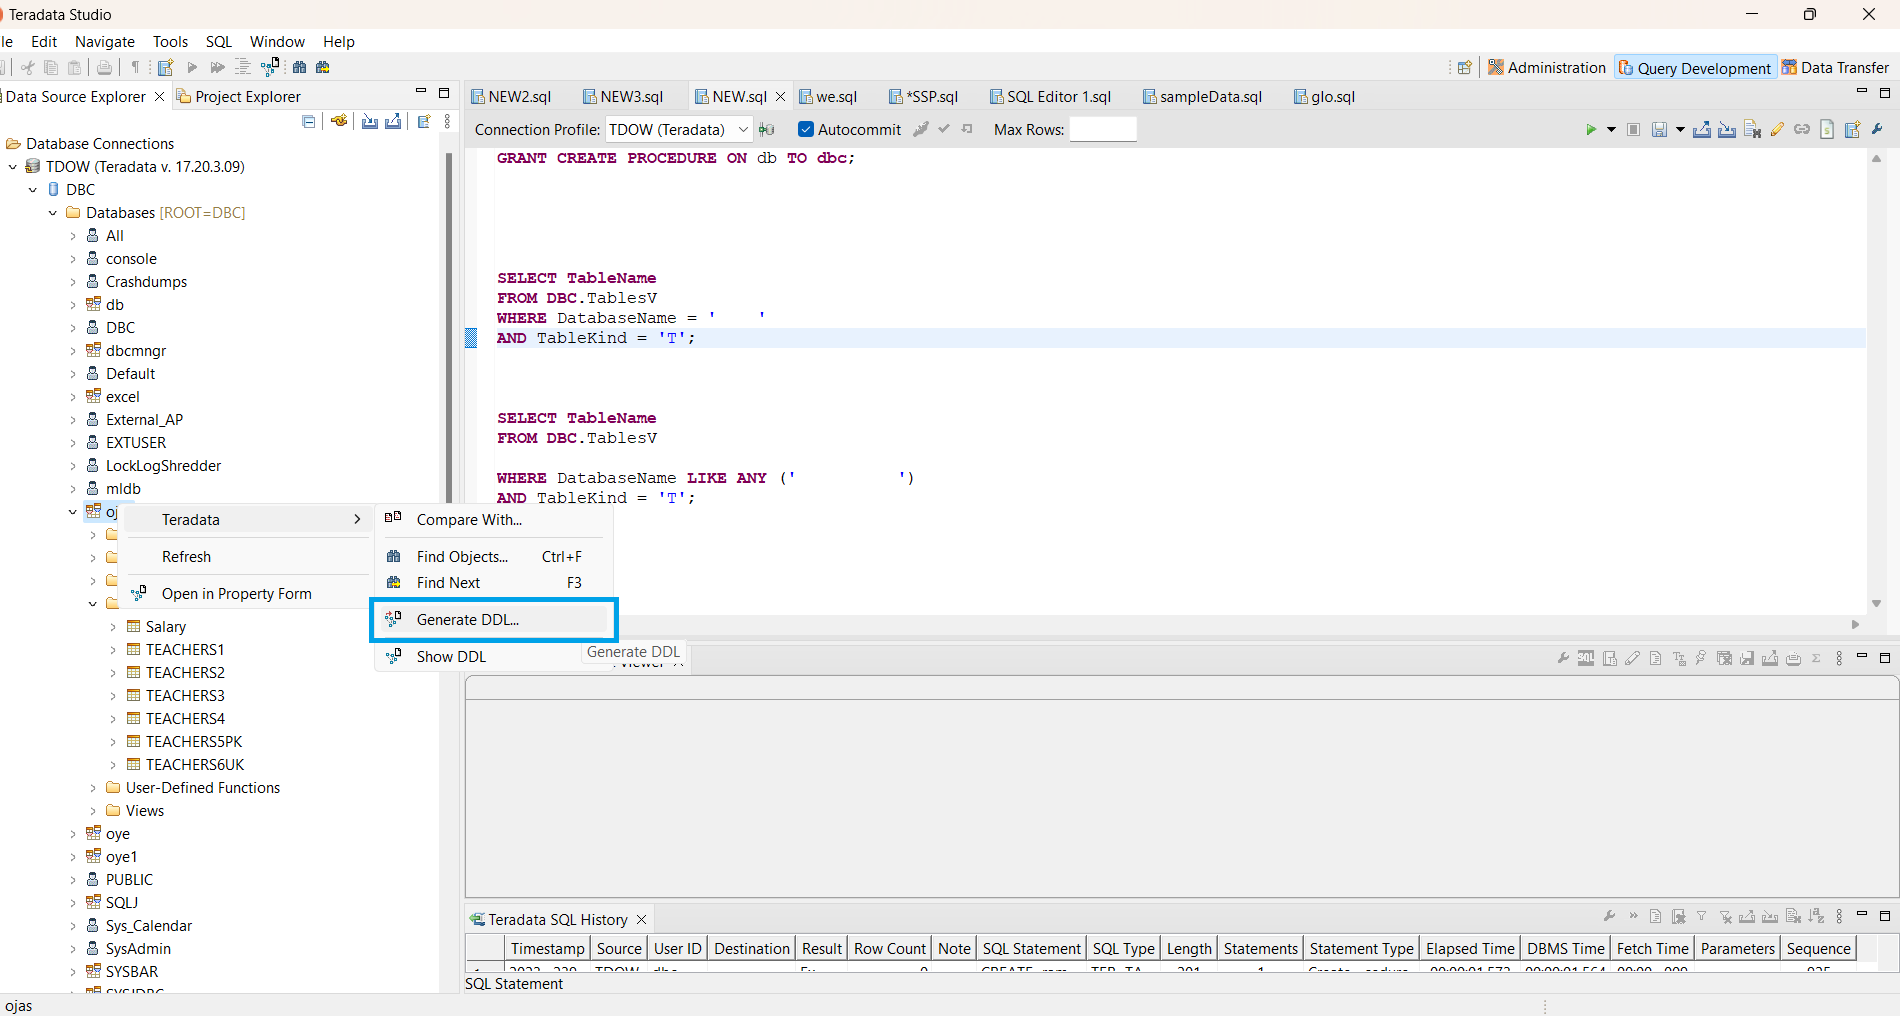 Teradata Studio
le Edit Navigate Tools SQL Window Help
Administration Query Development Data Transfer
Data Source Explorer Project Explorer
NEW2.sql NEW3.sql NEW.sql we.sql *SSP.sql SQL Editor 1.sql sampleData.sql glo.sql
Connection Profile: TDOW (Teradata) Autocommit Max Rows:
Database Connections
TDOW (Teradata v. 17.20.3.09)
DBC
Databases [ROOT=DBC]
All
console
Crashdumps
db
DBC
dbcmngr
Default
excel
External_AP
EXTUSER
LockLogShredder
mldb
oj
Salary
TEACHERS1
TEACHERS2
TEACHERS3
TEACHERS4
TEACHERS5PK
TEACHERS6UK
User-Defined Functions
Views
oye
oye1
PUBLIC
SQLJ
Sys_Calendar
SysAdmin
SYSBAR
SYSJDBC
GRANT CREATE PROCEDURE ON db TO dbc;
SELECT TableName
FROM DBC.TablesV
WHERE DatabaseName = '    '
AND TableKind = 'T';
SELECT TableName
FROM DBC.TablesV
WHERE DatabaseName LIKE ANY ('          ')
AND TableKind = 'T';
Teradata
Refresh
Open in Property Form
Compare With...
Find Objects... Ctrl+F
Find Next F3
Generate DDL...
Show DDL
Generate DDL
Viewer
Teradata SQL History
Timestamp Source User ID Destination Result Row Count Note SQL Statement SQL Type Length Statements Statement Type Elapsed Time DBMS Time Fetch Time Parameters Sequence
SQL Statement
ojas